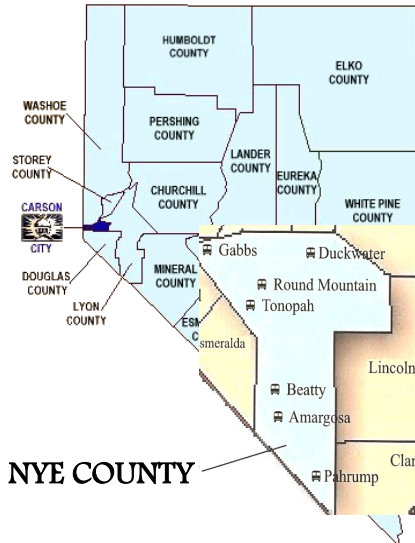 HUMBOLDT
COUNTY
ELKO
COUNTY
WASHOE
COUNTY
PERSHING
COUNTY
LANDER
COUNTY
EUREKA
COUNTY
STOREY
COUNTY
CHURCHILL
COUNTY
WHITE PINE
COUNTY
CARSON
CITY
DOUGLAS
COUNTY
LYON
COUNTY
MINERAL
COUNTY
ESM
C
Gabbs
Duckwater
Round Mountain
Tonopah
smeralda
Lincoln
Beatty
Amargosa
Clar
NYE COUNTY
Pahrump